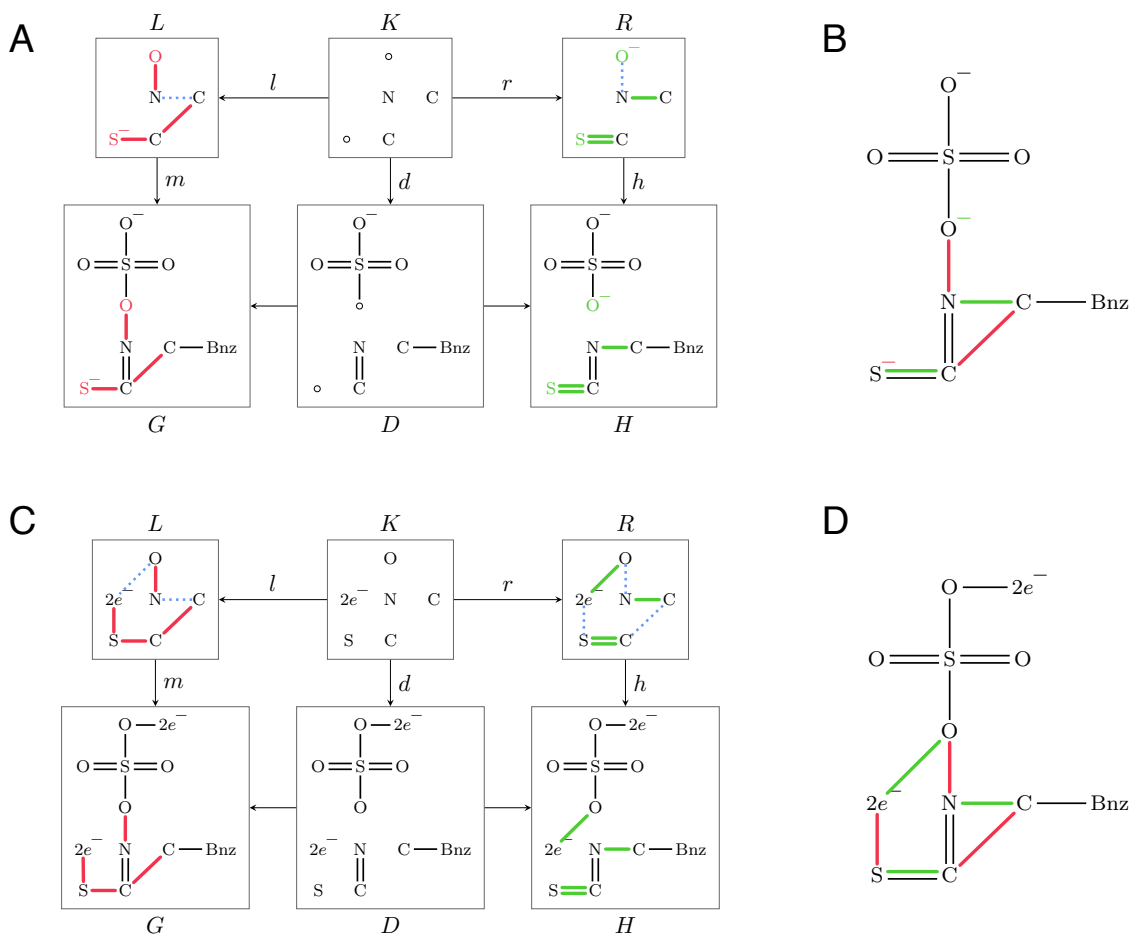 A
B
L K R
O
N C
S⁻ C
l
N C
C
r
O⁻
N C
S C
m d h
O⁻
O S O
O
N C Bnz
S⁻ C
O⁻
O S O
N C Bnz
C
O⁻
O S O
O⁻
N C Bnz
S C
G D H
O⁻
O S O
O⁻
N C Bnz
S⁻ C
C
D
L K R
O
2e⁻ N C
S C
l
O
2e⁻ N C
S C
r
O
2e⁻ N C
S C
m d h
O 2e⁻
O S O
O
2e⁻ N C Bnz
S C
O 2e⁻
O S O
O
2e⁻ N C Bnz
S C
O 2e⁻
O S O
O
2e⁻ N C Bnz
S C
G D H
O 2e⁻
O S O
O
2e⁻ N C Bnz
S C